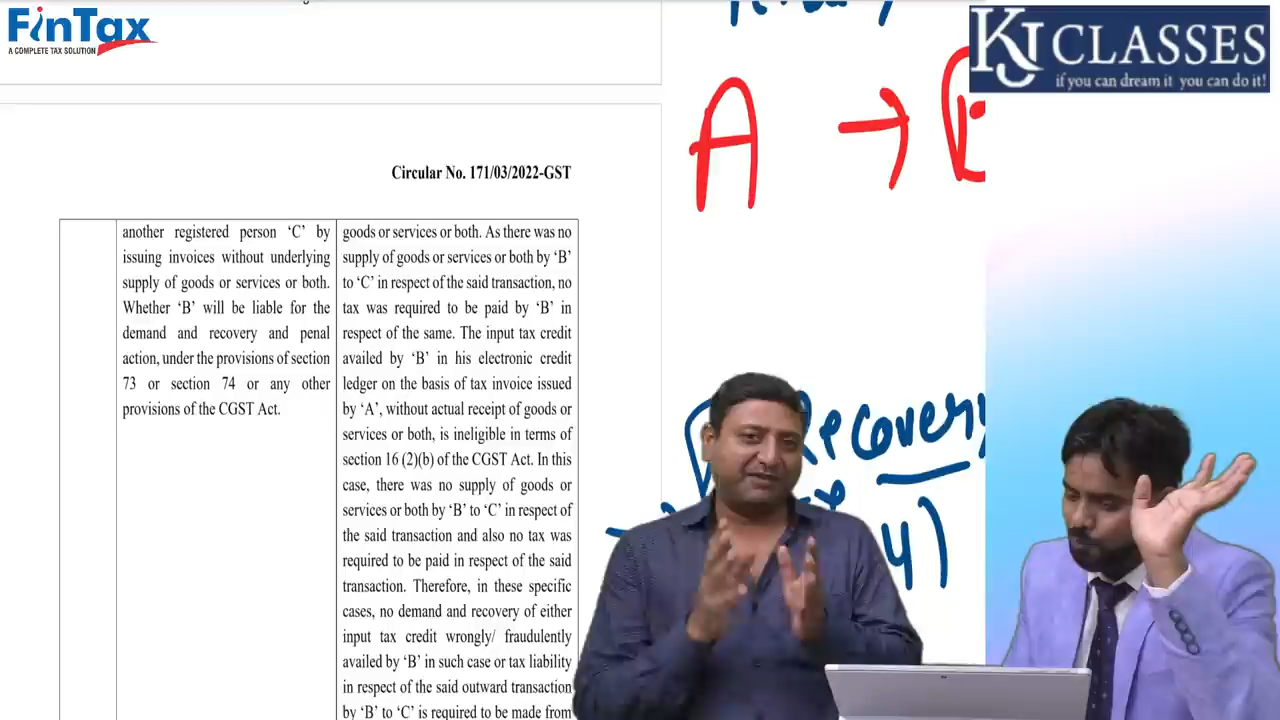 FinTax
A COMPLETE TAX SOLUTION
KJ CLASSES
if you can dream it you can do it!
A →
Circular No. 171/03/2022-GST
another registered person ‘C’ by
issuing invoices without underlying
supply of goods or services or both.
Whether ‘B’ will be liable for the
demand and recovery and penal
action, under the provisions of section
73 or section 74 or any other
provisions of the CGST Act.
goods or services or both. As there was no
supply of goods or services or both by ‘B’
to ‘C’ in respect of the said transaction, no
tax was required to be paid by ‘B’ in
respect of the same. The input tax credit
availed by ‘B’ in his electronic credit
ledger on the basis of tax invoice issued
by ‘A’, without actual receipt of goods or
services or both, is ineligible in terms of
section 16 (2)(b) of the CGST Act. In this
case, there was no supply of goods or
services or both by ‘B’ to ‘C’ in respect of
the said transaction and also no tax was
required to be paid in respect of the said
transaction. Therefore, in these specific
cases, no demand and recovery of either
input tax credit wrongly/ fraudulently
availed by ‘B’ in such case or tax liability
in respect of the said outward transaction
by ‘B’ to ‘C’ is required to be made from
Recovery
4)